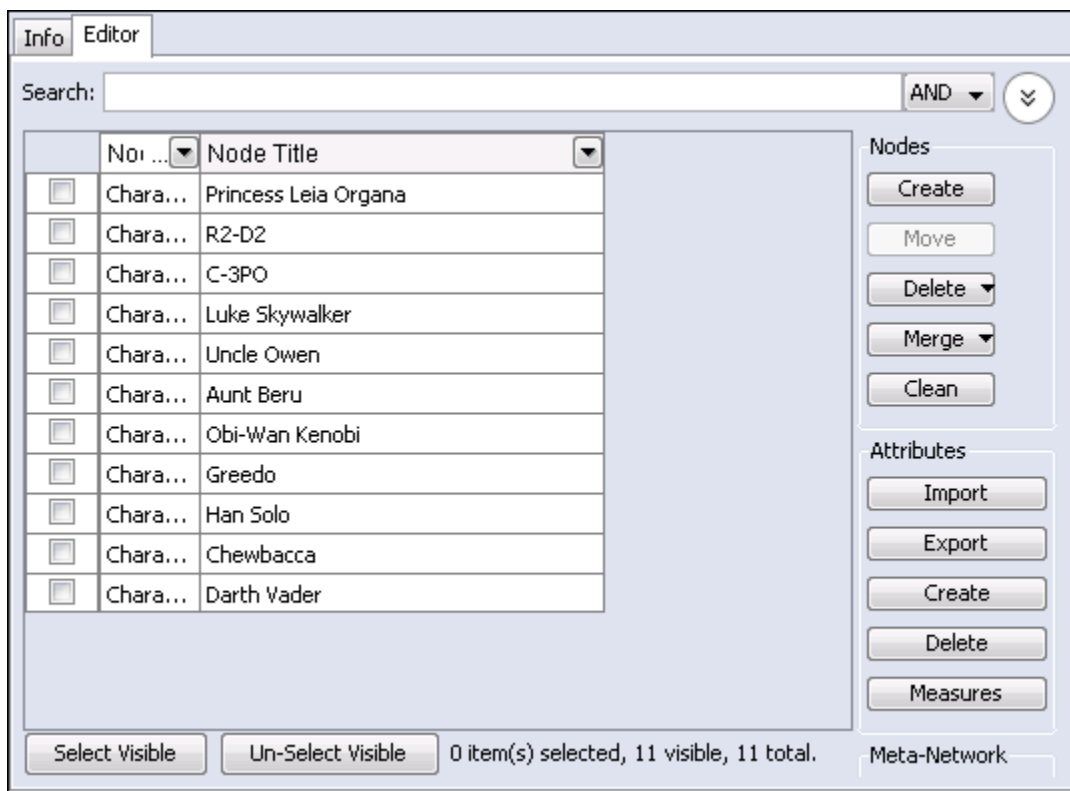 Info Editor
Search: AND
Nodes
Node Title
Chara... Princess Leia Organa
Chara... R2-D2
Chara... C-3PO
Chara... Luke Skywalker
Chara... Uncle Owen
Chara... Aunt Beru
Chara... Obi-Wan Kenobi
Chara... Greedo
Chara... Han Solo
Chara... Chewbacca
Chara... Darth Vader
Create
Move
Delete
Merge
Clean
Attributes
Import
Export
Create
Delete
Measures
Select Visible Un-Select Visible 0 item(s) selected, 11 visible, 11 total.
Meta-Network